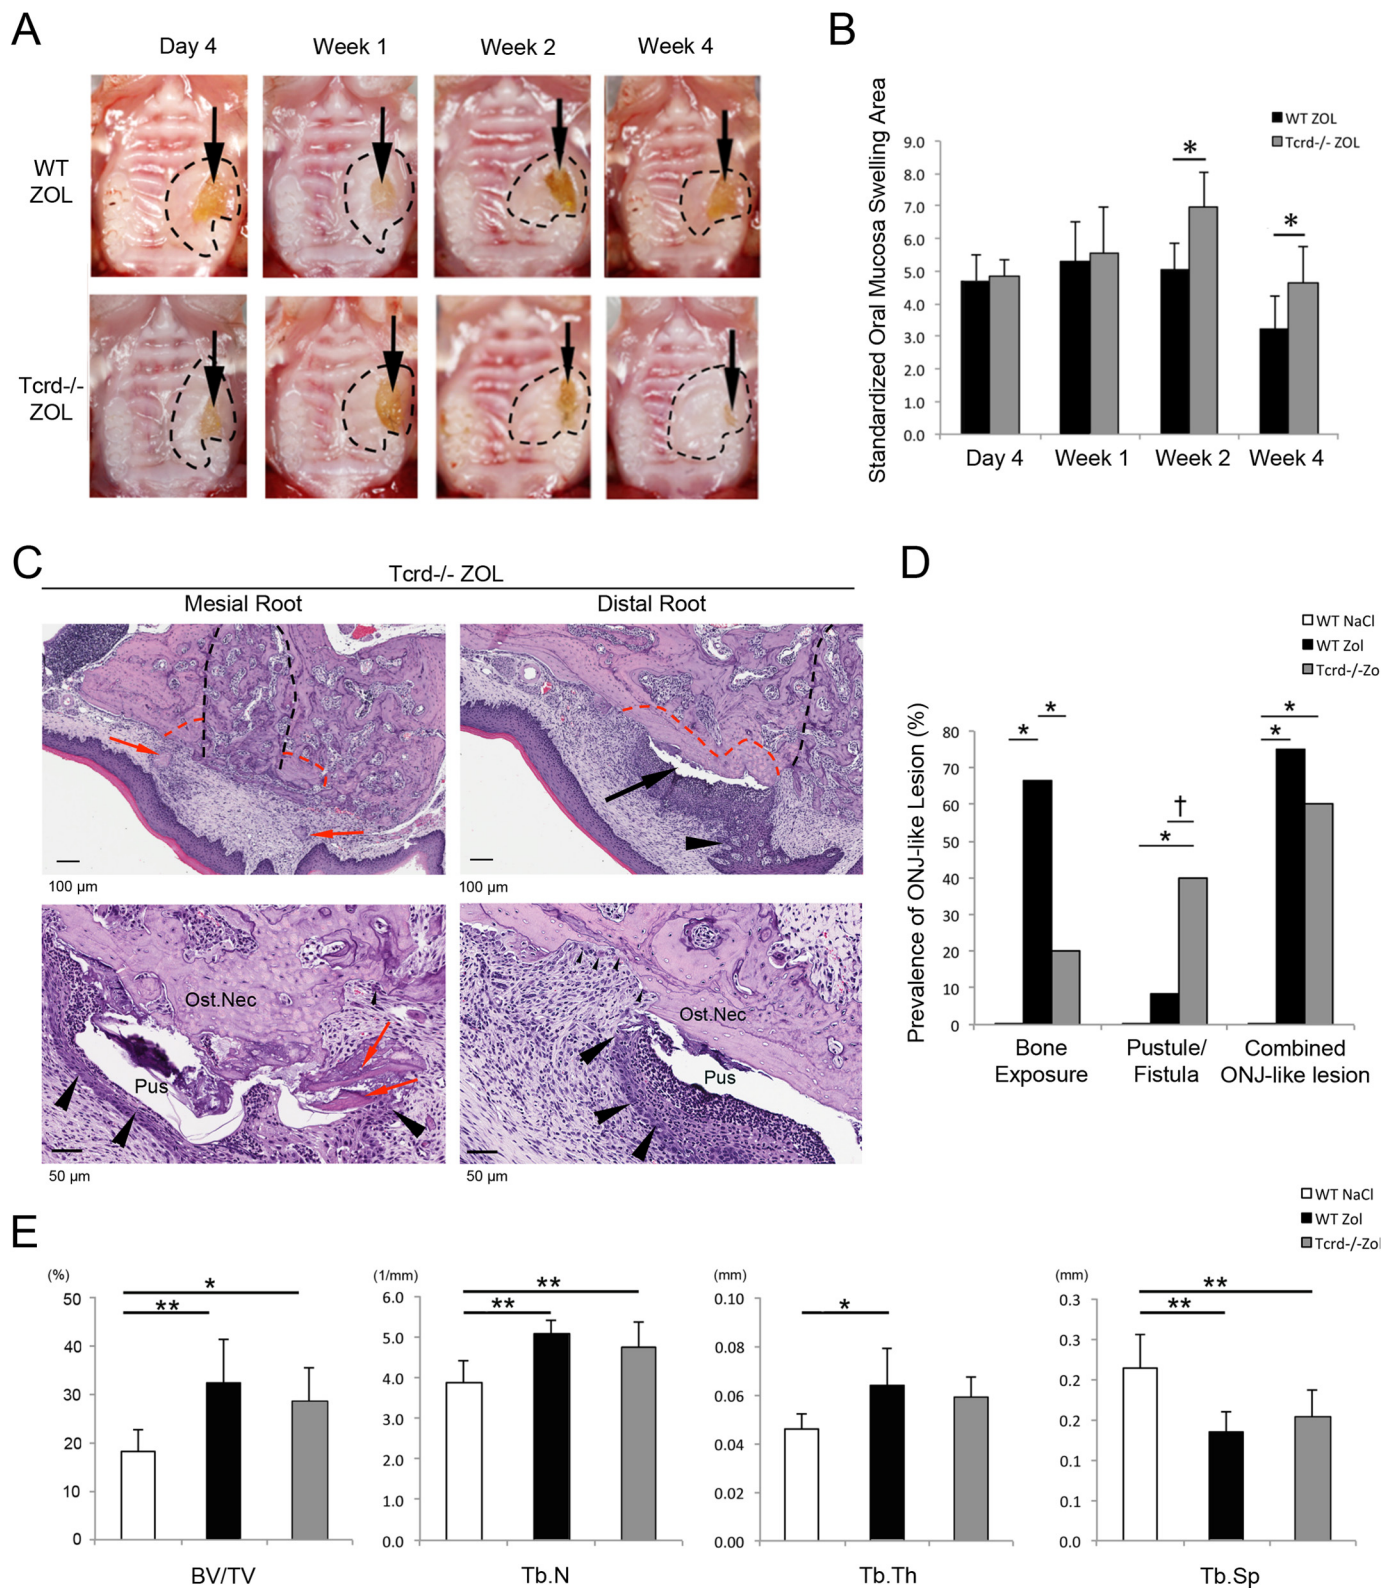 A
Day 4
Week 1
Week 2
Week 4
WT
ZOL
Tcrd-/-
ZOL
B
WT ZOL
Tcrd-/- ZOL
Standardized Oral Mucosa Swelling Area
9.0
8.0
7.0
6.0
5.0
4.0
3.0
2.0
1.0
0.0
*
*
Day 4
Week 1
Week 2
Week 4
C
Tcrd-/- ZOL
Mesial Root
Distal Root
100 µm
100 µm
Ost.Nec
Pus
Ost.Nec
Pus
50 µm
50 µm
D
WT NaCl
WT Zol
Tcrd-/-Zo
Prevalence of ONJ-like Lesion (%)
80
70
60
50
40
30
20
10
0
*
*
*
†
*
*
Bone
Exposure
Pustule/
Fistula
Combined
ONJ-like lesion
E
WT NaCl
WT Zol
Tcrd-/-Zol
(%)
50
40
30
20
10
0
*
**
BV/TV
(1/mm)
6.0
5.0
4.0
3.0
2.0
1.0
0.0
**
**
Tb.N
(mm)
0.10
0.08
0.06
0.04
0.02
0.00
*
Tb.Th
(mm)
0.3
0.3
0.2
0.2
0.1
0.1
0.0
**
**
Tb.Sp